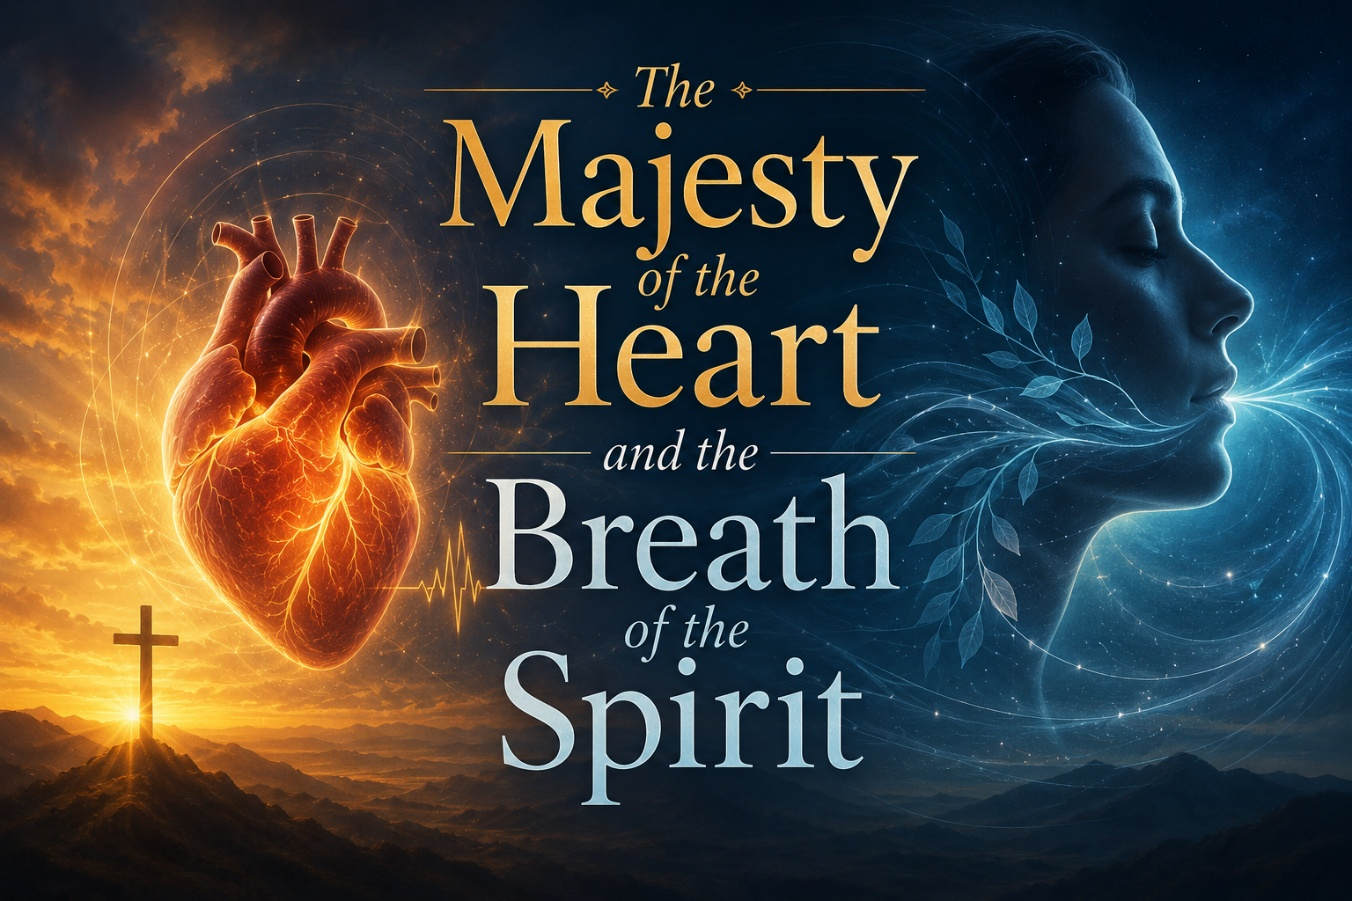 The
Majesty
of the
Heart
and the
Breath
of the
Spirit